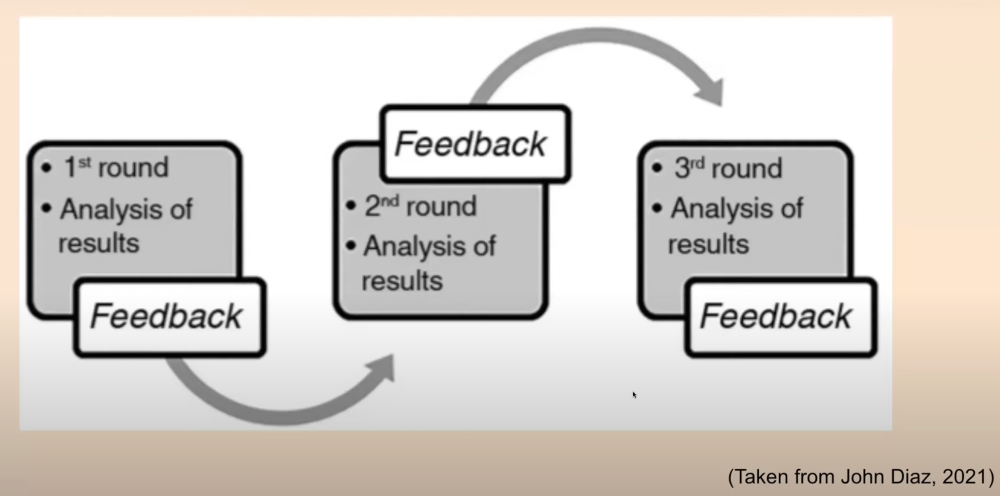 • 1st round
• Analysis of
results
Feedback
Feedback
• 2nd round
• Analysis of
results
• 3rd round
• Analysis of
results
Feedback
(Taken from John Diaz, 2021)